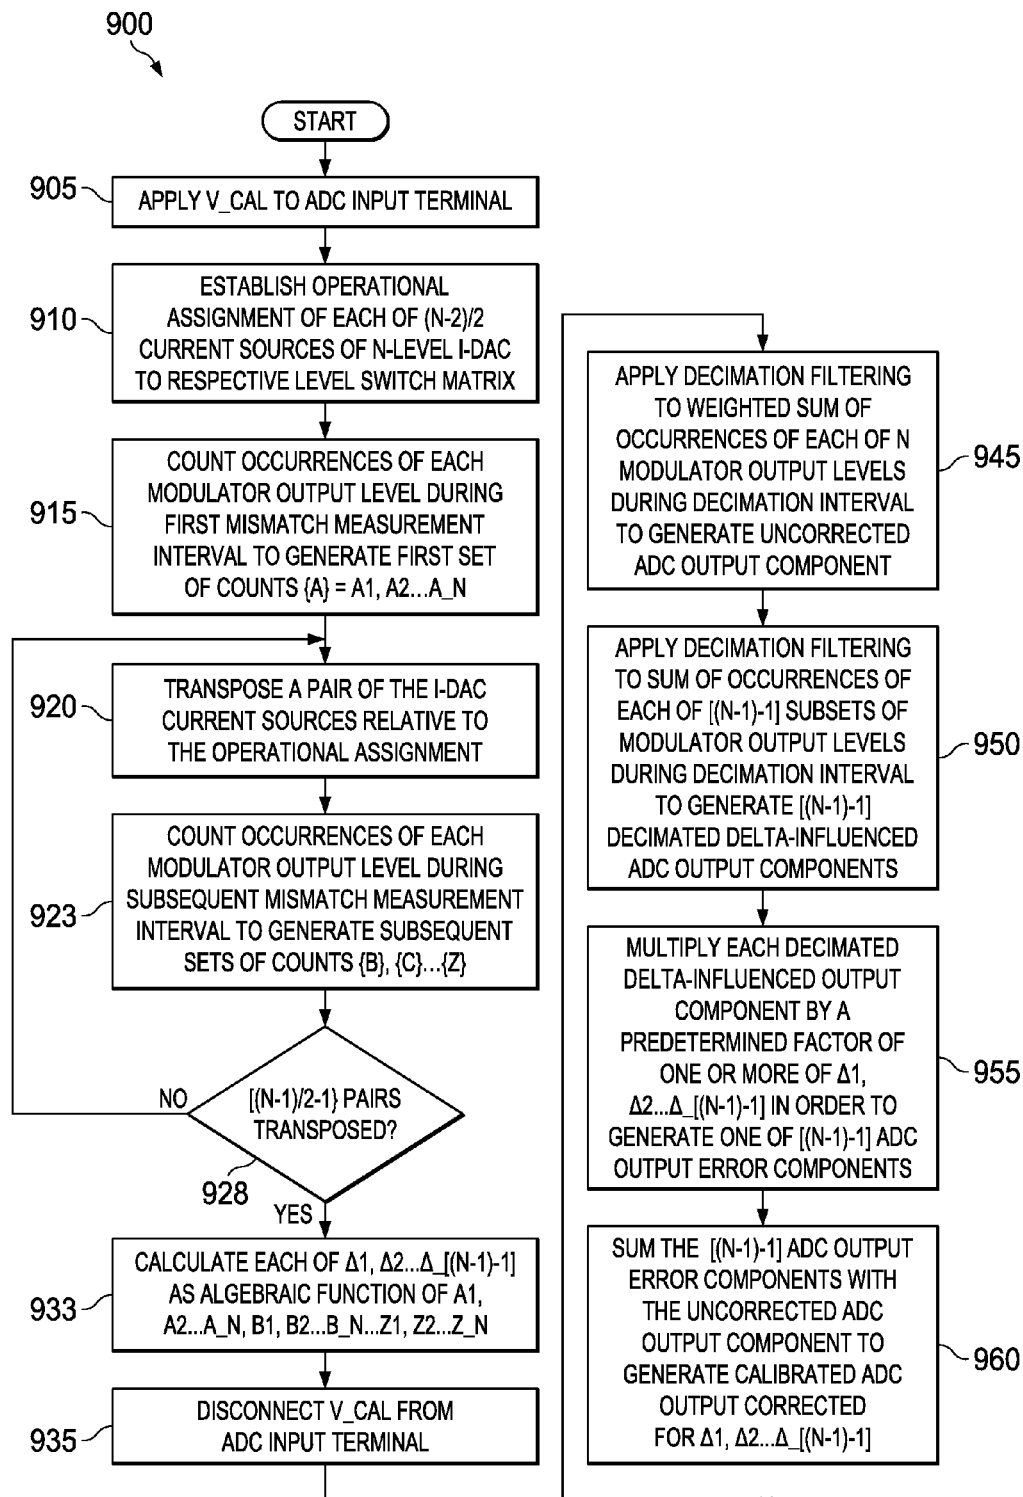 900
START
905
APPLY V_CAL TO ADC INPUT TERMINAL
910
ESTABLISH OPERATIONAL
ASSIGNMENT OF EACH OF (N-2)/2
CURRENT SOURCES OF N-LEVEL I-DAC
TO RESPECTIVE LEVEL SWITCH MATRIX
915
COUNT OCCURRENCES OF EACH
MODULATOR OUTPUT LEVEL DURING
FIRST MISMATCH MEASUREMENT
INTERVAL TO GENERATE FIRST SET
OF COUNTS {A} = A1, A2...A_N
920
TRANSPOSE A PAIR OF THE I-DAC
CURRENT SOURCES RELATIVE TO
THE OPERATIONAL ASSIGNMENT
923
COUNT OCCURRENCES OF EACH
MODULATOR OUTPUT LEVEL DURING
SUBSEQUENT MISMATCH MEASUREMENT
INTERVAL TO GENERATE SUBSEQUENT
SETS OF COUNTS {B}, {C}...{Z}
NO
[(N-1)/2-1} PAIRS
TRANSPOSED?
928
YES
933
CALCULATE EACH OF Δ1, Δ2...Δ_[(N-1)-1]
AS ALGEBRAIC FUNCTION OF A1,
A2...A_N, B1, B2...B_N...Z1, Z2...Z_N
935
DISCONNECT V_CAL FROM
ADC INPUT TERMINAL
APPLY DECIMATION FILTERING
TO WEIGHTED SUM OF
OCCURRENCES OF EACH OF N
MODULATOR OUTPUT LEVELS
DURING DECIMATION INTERVAL
TO GENERATE UNCORRECTED
ADC OUTPUT COMPONENT
945
APPLY DECIMATION FILTERING
TO SUM OF OCCURRENCES OF
EACH OF [(N-1)-1] SUBSETS OF
MODULATOR OUTPUT LEVELS
DURING DECIMATION INTERVAL
TO GENERATE [(N-1)-1]
DECIMATED DELTA-INFLUENCED
ADC OUTPUT COMPONENTS
950
MULTIPLY EACH DECIMATED
DELTA-INFLUENCED OUTPUT
COMPONENT BY A
PREDETERMINED FACTOR OF
ONE OR MORE OF Δ1,
Δ2...Δ_[(N-1)-1] IN ORDER TO
GENERATE ONE OF [(N-1)-1] ADC
OUTPUT ERROR COMPONENTS
955
SUM THE [(N-1)-1] ADC OUTPUT
ERROR COMPONENTS WITH
THE UNCORRECTED ADC
OUTPUT COMPONENT TO
GENERATE CALIBRATED ADC
OUTPUT CORRECTED
FOR Δ1, Δ2...Δ_[(N-1)-1]
960